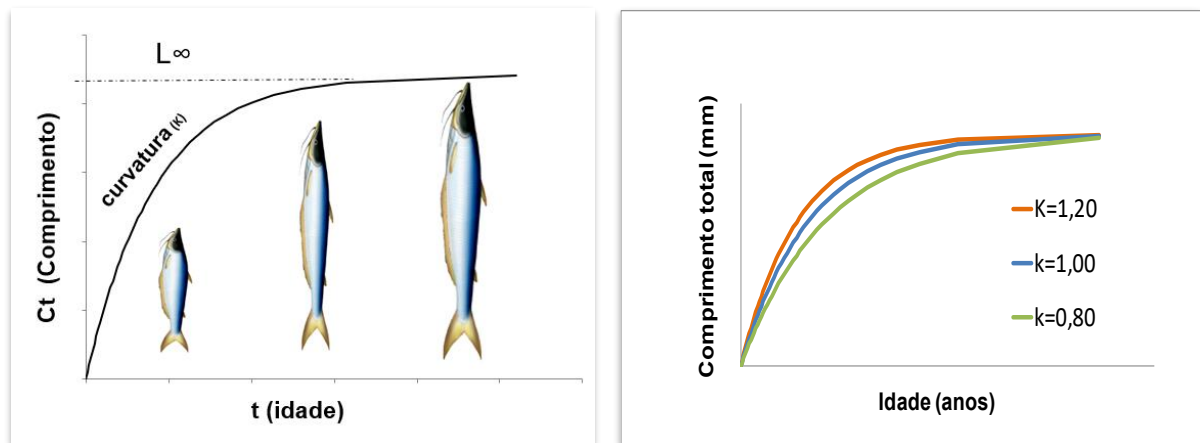 L∞
curvatura (K)
Ct (Comprimento)
t (idade)
Comprimento total (mm)
K=1,20
k=1,00
k=0,80
Idade (anos)